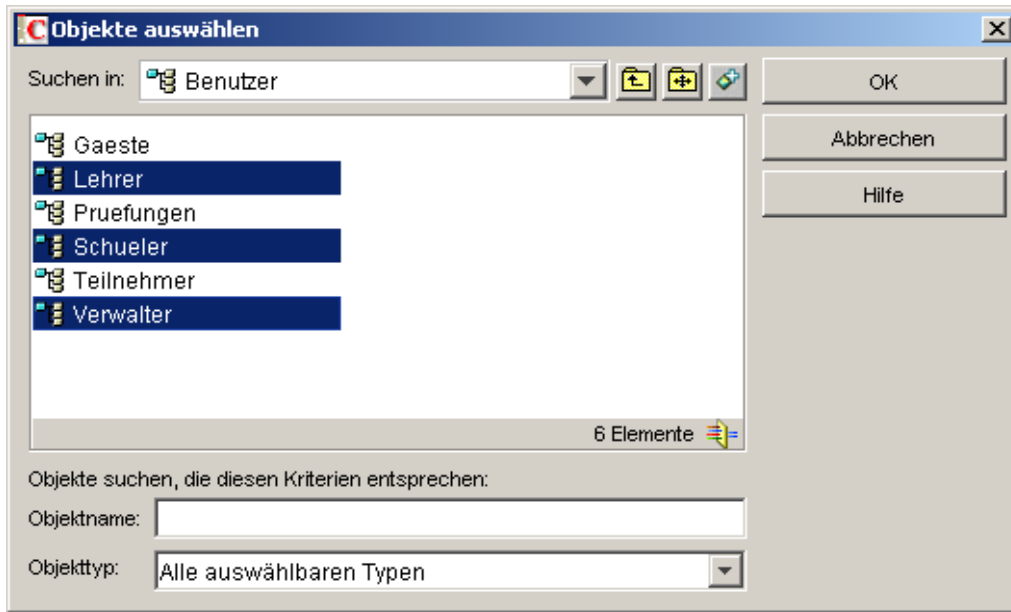 C Objekte auswählen
Suchen in: Benutzer
OK
Gaeste
Abbrechen
Lehrer
Hilfe
Pruefungen
Schueler
Teilnehmer
Verwalter
6 Elemente
Objekte suchen, die diesen Kriterien entsprechen:
Objektname:
Objekttyp: Alle auswählbaren Typen